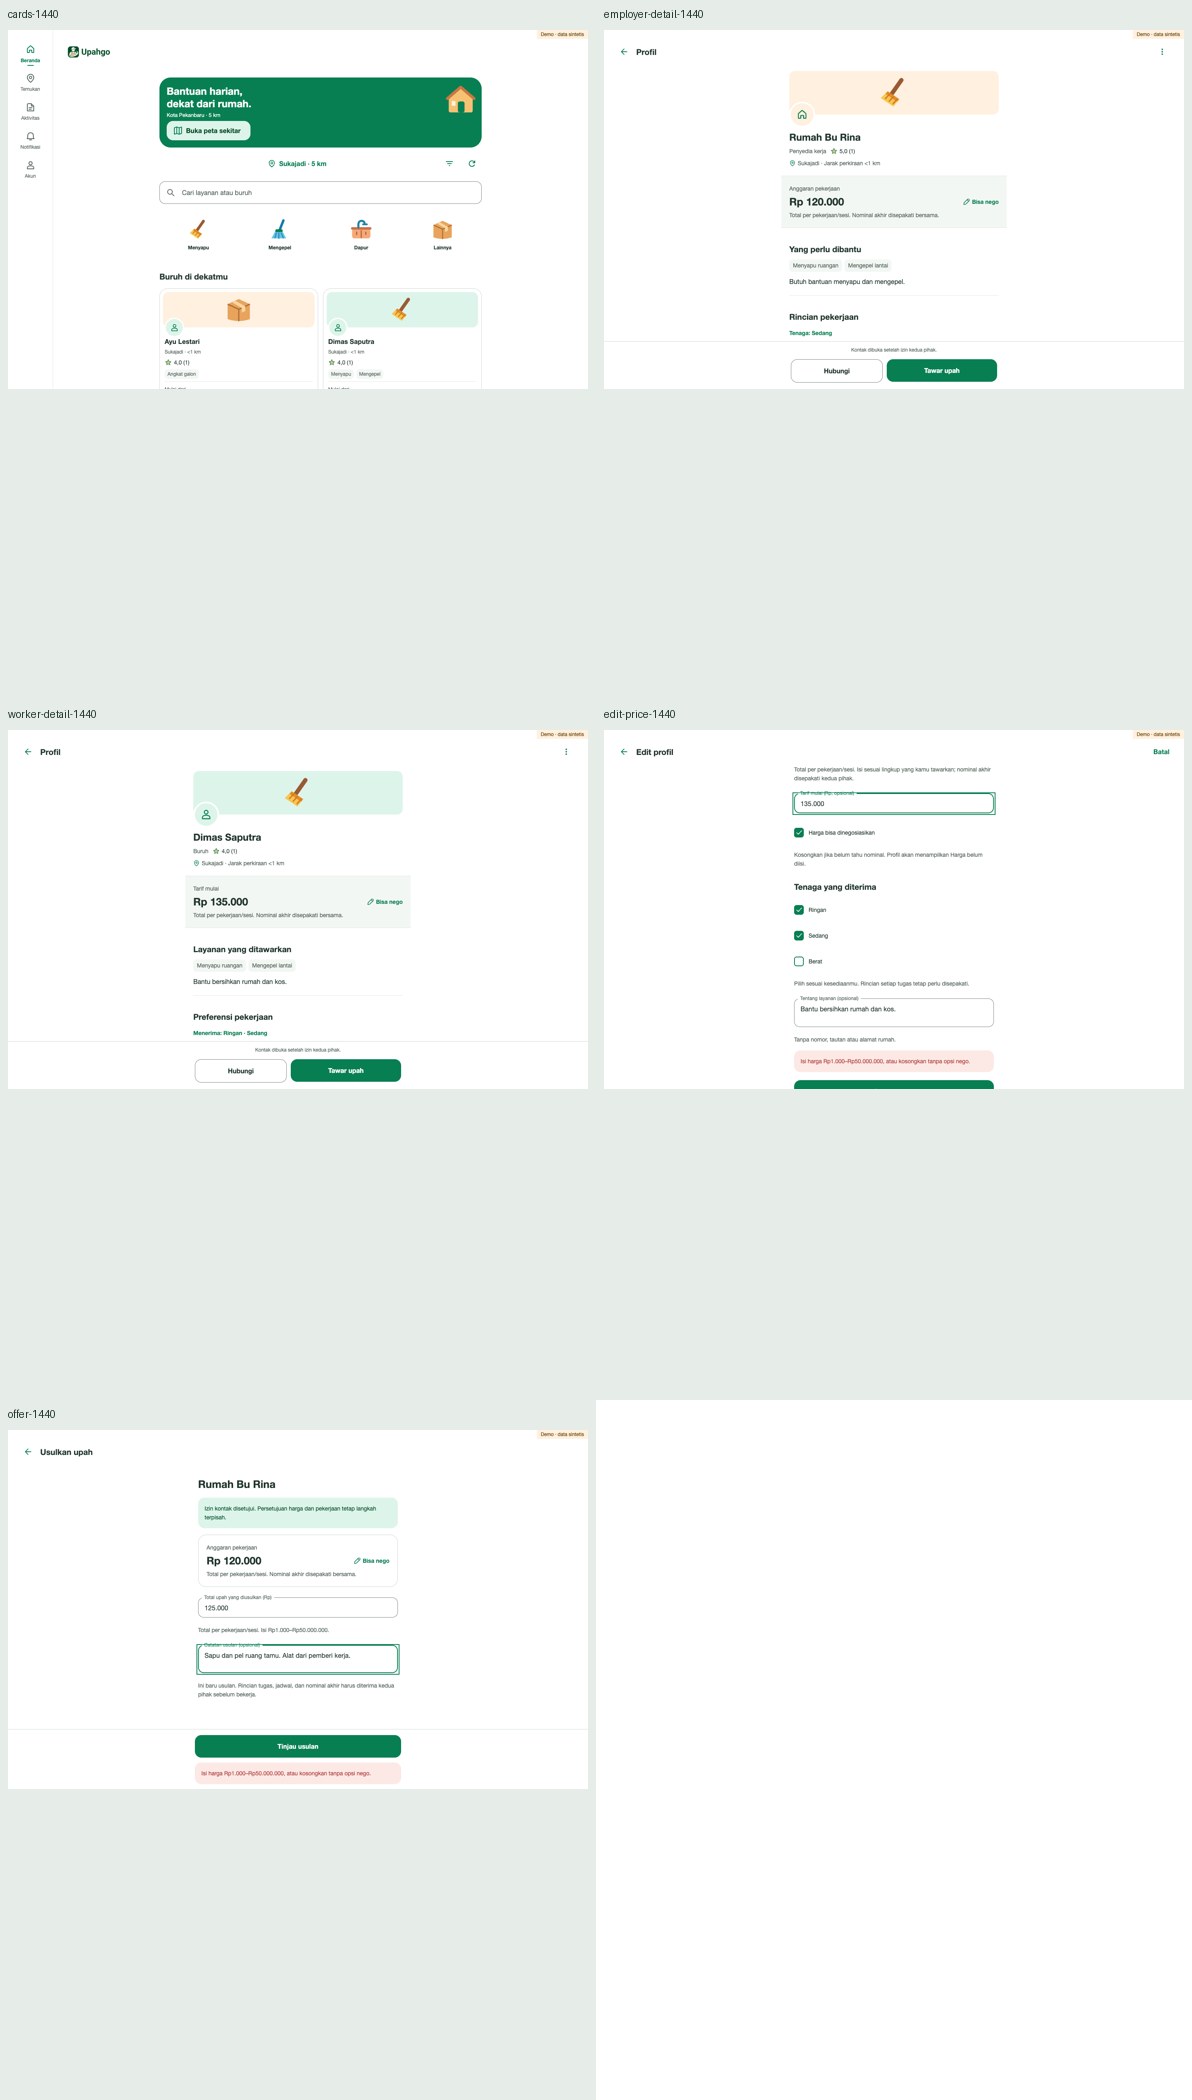 cards-1440
Demo · data sintetis
Upahgo
Beranda
Temukan
Aktivitas
Notifikasi
Akun
Bantuan harian,
dekat dari rumah.
Kota Pekanbaru · 5 km
Buka peta sekitar
Sukajadi · 5 km
Cari layanan atau buruh
Menyapu
Mengepel
Dapur
Lainnya
Buruh di dekatmu
Ayu Lestari
Sukajadi · <1 km
4,0 (1)
Angkat galon
Dimas Saputra
Sukajadi · <1 km
4,0 (1)
Menyapu Mengepel
employer-detail-1440
Demo · data sintetis
Profil
Rumah Bu Rina
Penyedia kerja 5,0 (1)
Sukajadi · Jarak perkiraan <1 km
Anggaran pekerjaan
Rp 120.000
Bisa nego
Total per pekerjaan/sesi. Nominal akhir disepakati bersama.
Yang perlu dibantu
Menyapu ruangan Mengepel lantai
Butuh bantuan menyapu dan mengepel.
Rincian pekerjaan
Tenaga: Sedang
Kontak dibuka setelah izin kedua pihak.
Hubungi
Tawar upah
worker-detail-1440
Demo · data sintetis
Profil
Dimas Saputra
Buruh 4,0 (1)
Sukajadi · Jarak perkiraan <1 km
Tarif mulai
Rp 135.000
Bisa nego
Total per pekerjaan/sesi. Nominal akhir disepakati bersama.
Layanan yang ditawarkan
Menyapu ruangan Mengepel lantai
Bantu bersihkan rumah dan kos.
Preferensi pekerjaan
Menerima: Ringan · Sedang
Kontak dibuka setelah izin kedua pihak.
Hubungi
Tawar upah
edit-price-1440
Demo · data sintetis
Edit profil
Batal
Total per pekerjaan/sesi. Isi sesuai lingkup yang kamu tawarkan; nominal akhir
disepakati kedua pihak.
Tarif mulai (Rp, opsional)
135.000
Harga bisa dinegosiasikan
Kosongkan jika belum tahu nominal. Profil akan menampilkan Harga belum
diisi.
Tenaga yang diterima
Ringan
Sedang
Berat
Pilih sesuai kesediaanmu. Rincian setiap tugas tetap perlu disepakati.
Tentang layanan (opsional)
Bantu bersihkan rumah dan kos.
Tanpa nomor, tautan atau alamat rumah.
Isi harga Rp1.000–Rp50.000.000, atau kosongkan tanpa opsi nego.
offer-1440
Demo · data sintetis
Usulkan upah
Rumah Bu Rina
Izin kontak disetujui. Persetujuan harga dan pekerjaan tetap langkah
terpisah.
Anggaran pekerjaan
Rp 120.000
Bisa nego
Total per pekerjaan/sesi. Nominal akhir disepakati bersama.
Total upah yang diusulkan (Rp)
125.000
Total per pekerjaan/sesi. Isi Rp1.000–Rp50.000.000.
Catatan usulan (opsional)
Sapu dan pel ruang tamu. Alat dari pemberi kerja.
Ini baru usulan. Rincian tugas, jadwal, dan nominal akhir harus diterima kedua
pihak sebelum bekerja.
Tinjau usulan
Isi harga Rp1.000–Rp50.000.000, atau kosongkan tanpa opsi nego.